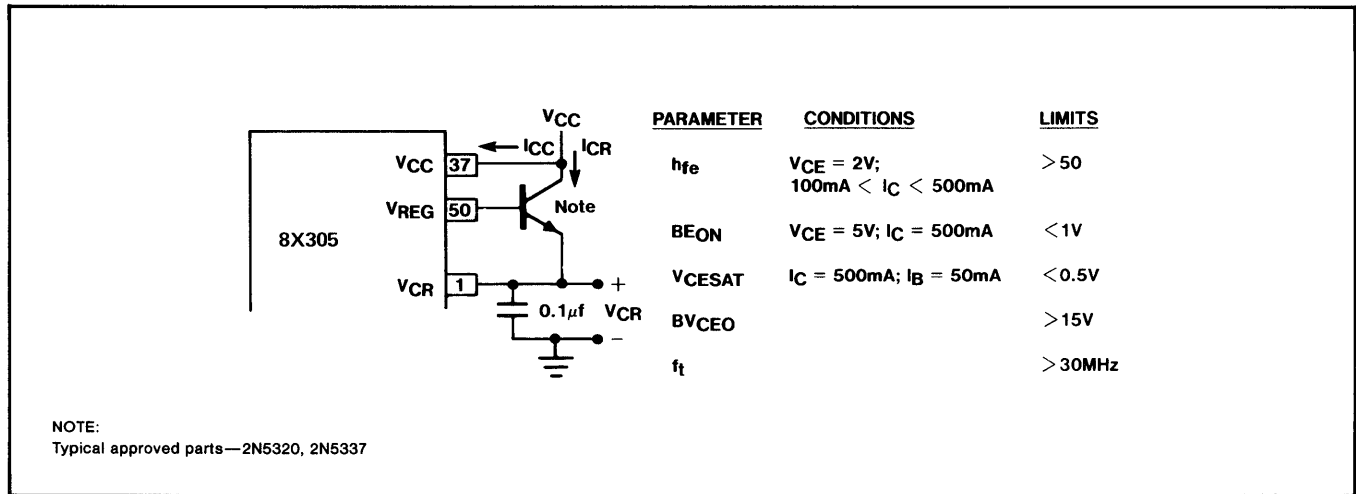 VCC
ICC
ICR
VCC 37
VREG 50
Note
8X305
VCR 1
+
0.1μf VCR
−
PARAMETER CONDITIONS LIMITS
hfe VCE = 2V; >50
100mA < IC < 500mA
BEON VCE = 5V; IC = 500mA <1V
VCESAT IC = 500mA; IB = 50mA <0.5V
BVCEO >15V
ft >30MHz
NOTE:
Typical approved parts—2N5320, 2N5337